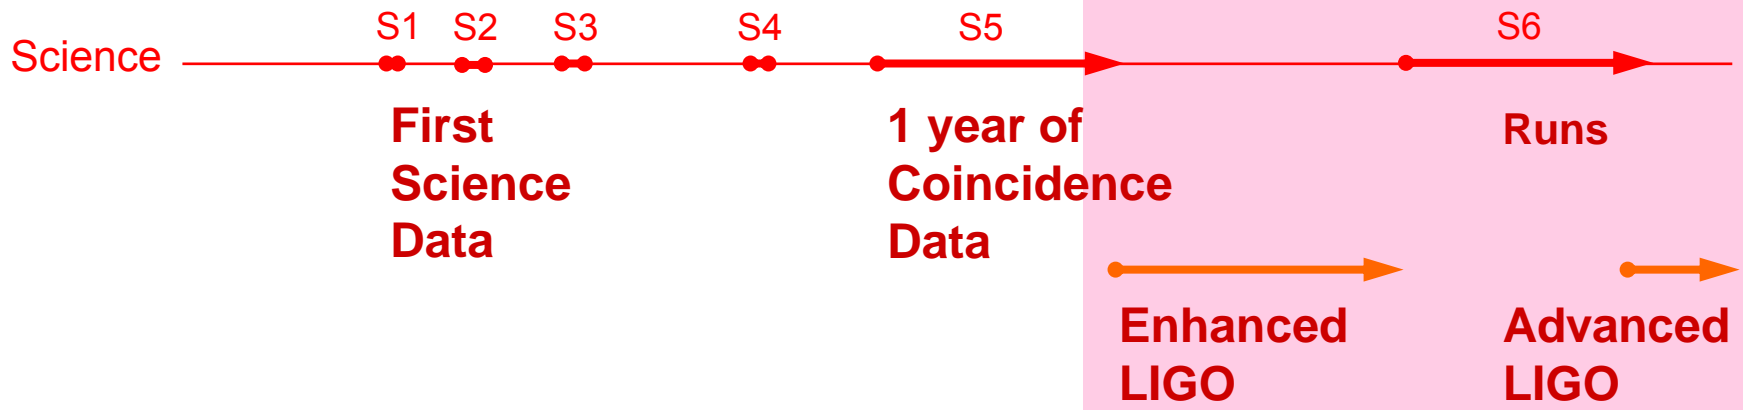 S1 S2 S3 S4 S5 S6
Science
First
Science
Data
1 year of
Coincidence
Data
Runs
Enhanced
LIGO
Advanced
LIGO